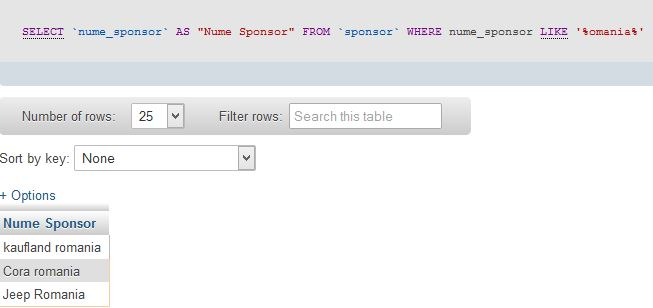 SELECT `nume_sponsor` AS "Nume Sponsor" FROM `sponsor` WHERE nume_sponsor LIKE '%omania%'
Number of rows: 25 Filter rows: Search this table
Sort by key: None
+ Options
Nume Sponsor
kaufland romania
Cora romania
Jeep Romania